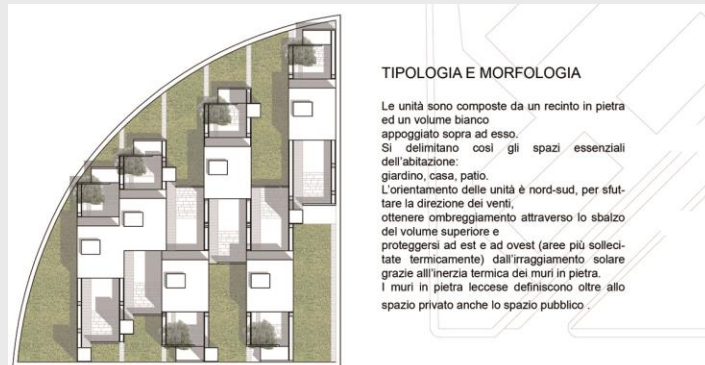 TIPOLOGIA E MORFOLOGIA
Le unità sono composte da un recinto in pietra
ed un volume bianco
appoggiato sopra ad esso.
Si delimitano così gli spazi essenziali
dell'abitazione:
giardino, casa, patio.
L'orientamento delle unità è nord-sud, per sfut-
tare la direzione dei venti,
ottenere ombreggiamento attraverso lo sbalzo
del volume superiore e
proteggersi ad est e ad ovest (aree più solleci-
tate termicamente) dall'irraggiamento solare
grazie alll'inerzia termica dei muri in pietra.
I muri in pietra leccese definiscono oltre allo
spazio privato anche lo spazio pubblico .